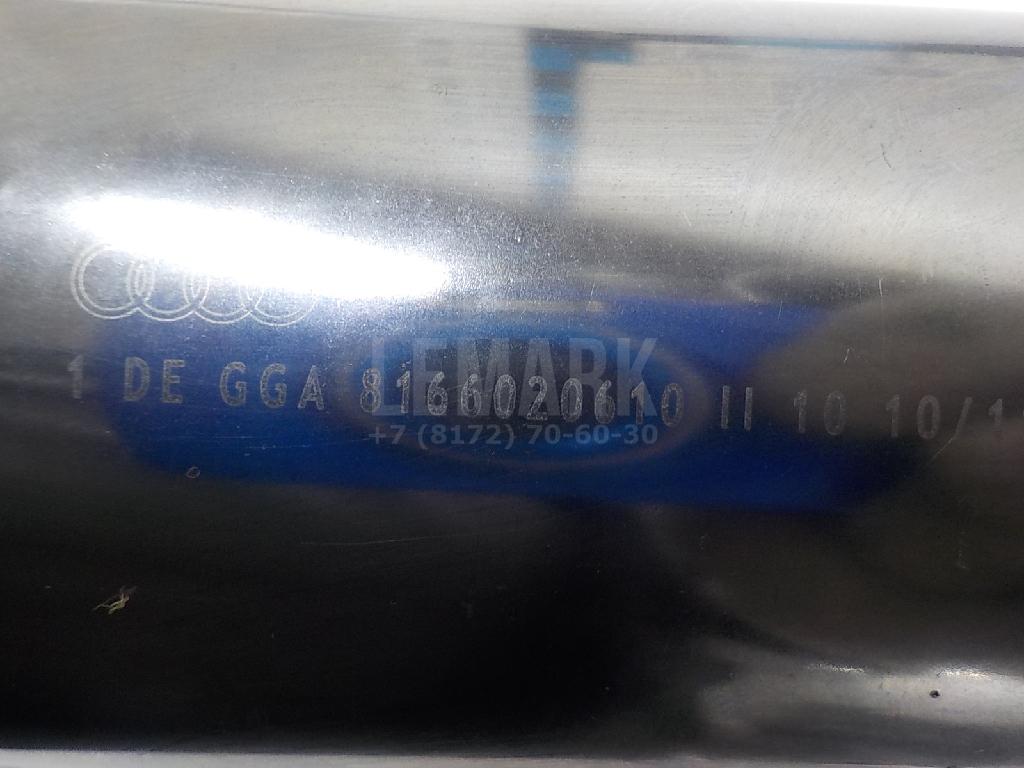 1 DE GGA 8166020610 II 10 10/1
LEMARK
+7 (8172) 70-60-30